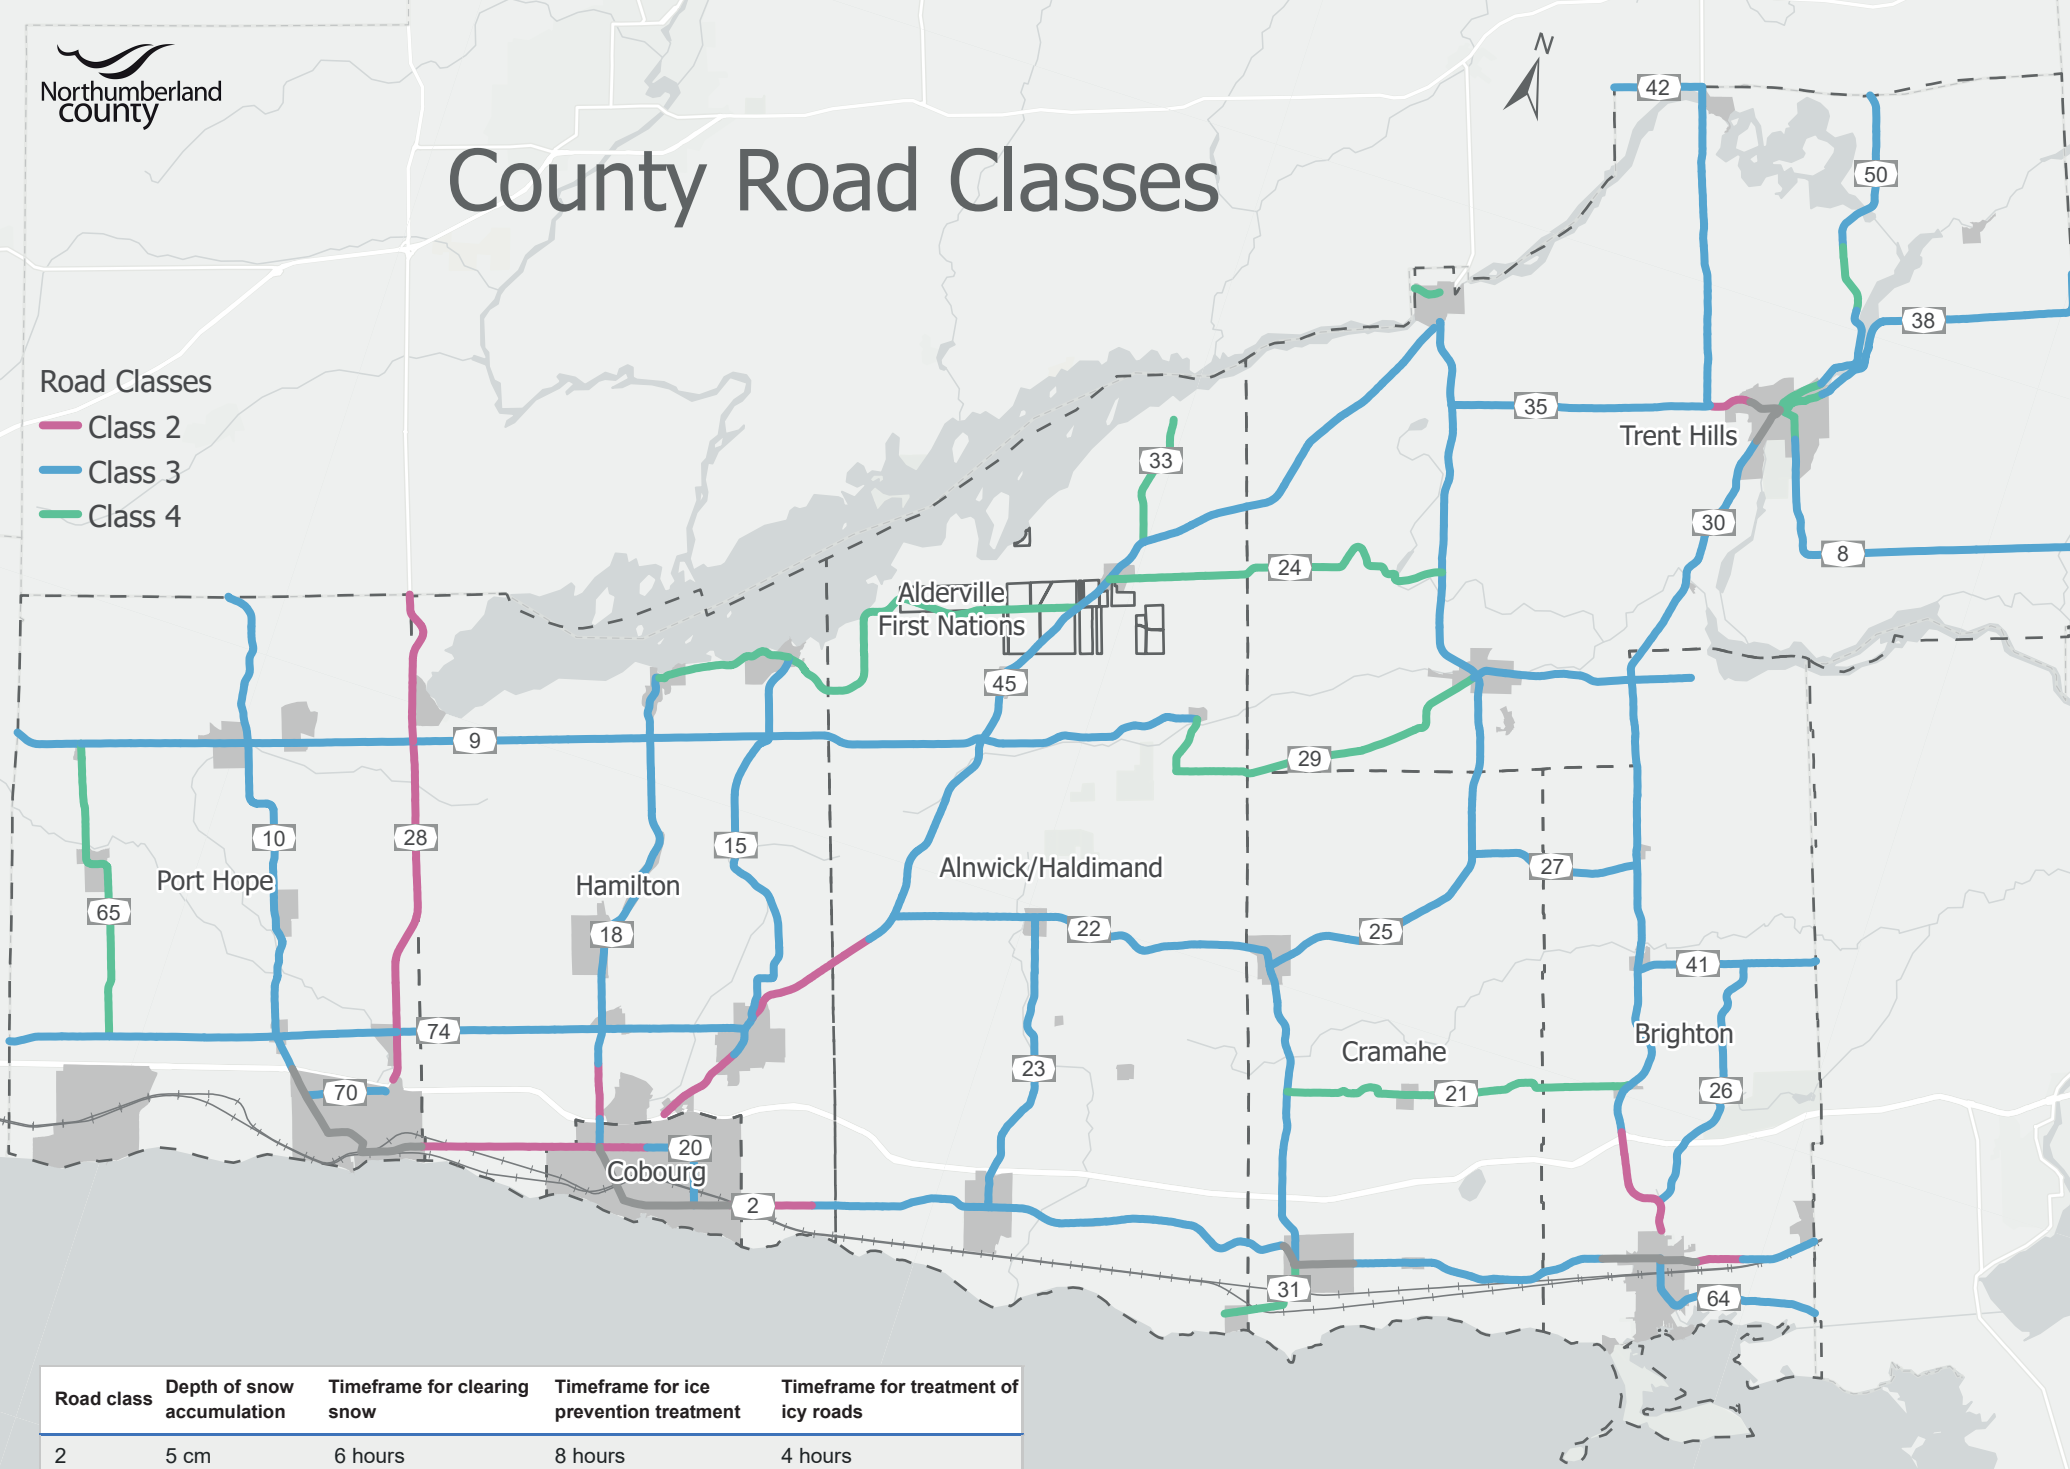 Northumberland
county
County Road Classes
N
Road Classes
Class 2
Class 3
Class 4
42
50
38
35
Trent Hills
33
30
8
24
Alderville
First Nations
45
9
29
10
28
15
27
Port Hope
Hamilton
Alnwick/Haldimand
65
18
22
25
41
74
23
Cramahe
Brighton
70
21
26
20
Cobourg
2
31
64
Road class
Depth of snow
accumulation
Timeframe for clearing
snow
Timeframe for ice
prevention treatment
Timeframe for treatment of
icy roads
2 5 cm 6 hours 8 hours 4 hours